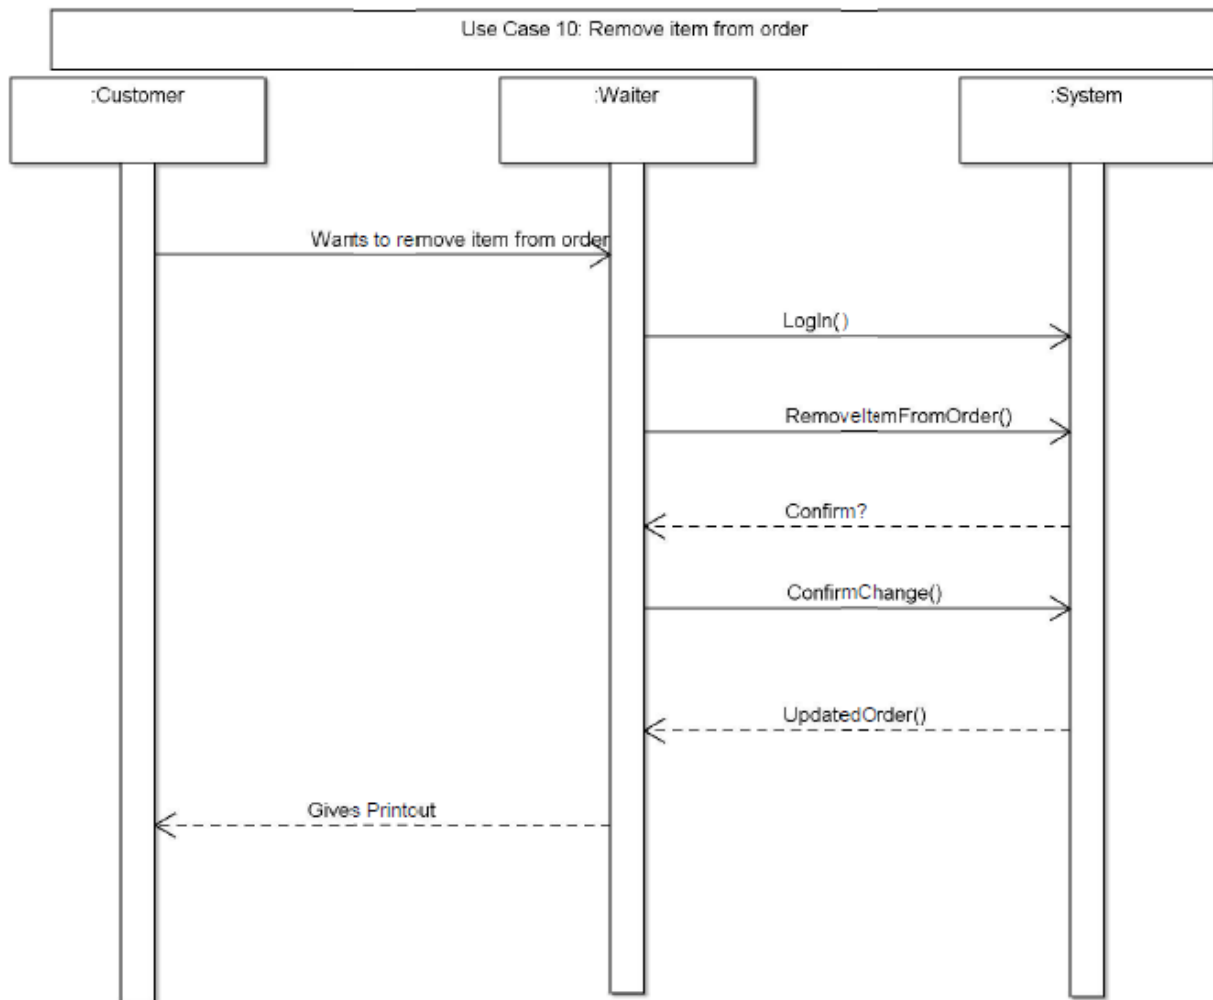 Use Case 10: Remove item from order
:Customer
:Waiter
:System
Wants to remove item from order
LogIn()
RemoveItemFromOrder()
Confirm?
ConfirmChange()
UpdatedOrder()
Gives Printout